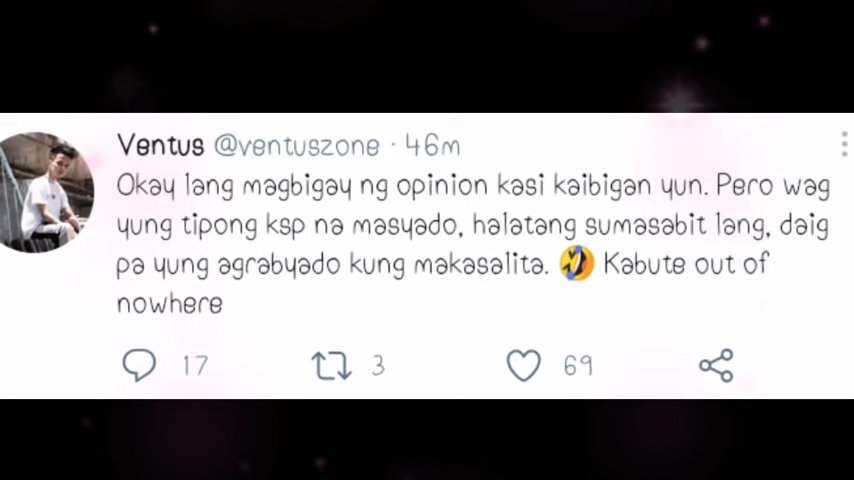 Ventus @ventuszone · 46m
Okay lang magbigay ng opinion kasi kaibigan yun. Pero wag
yung tipong ksp na masyado, halatang sumasabit lang, daig
pa yung agrabyado kung makasalita. 🤣 Kabute out of
nowhere
17 3 69